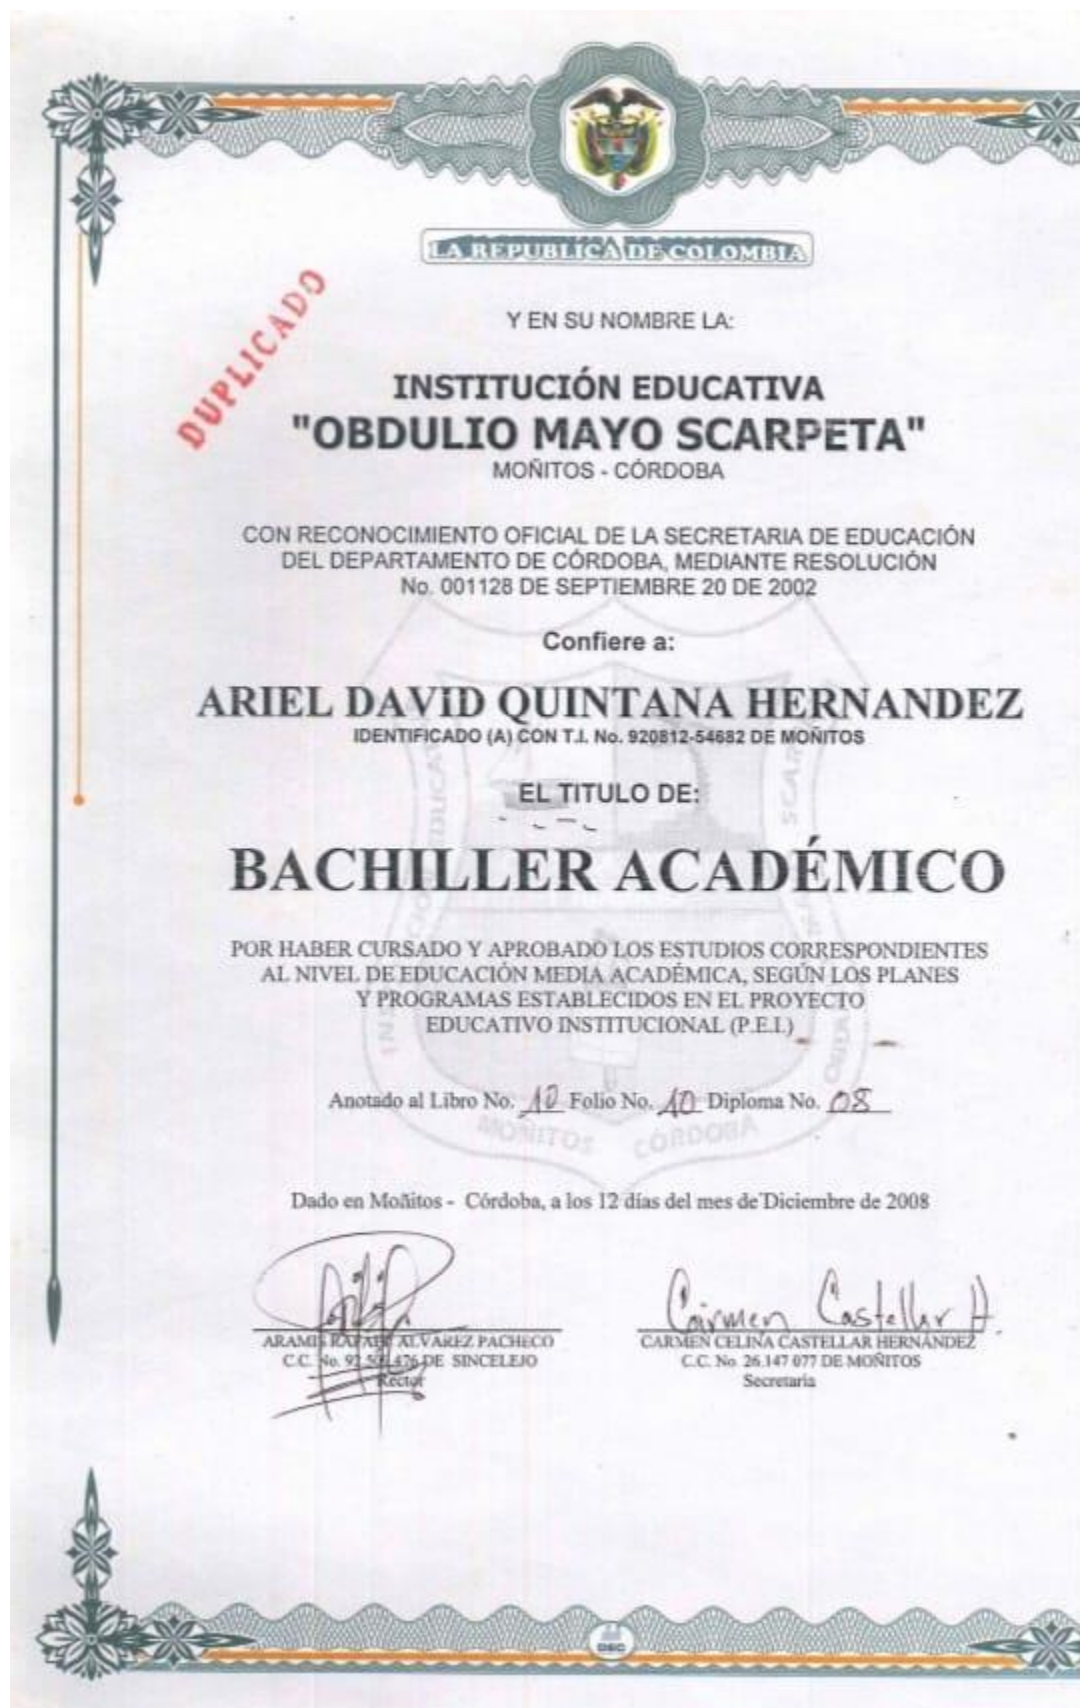 LA REPUBLICA DE COLOMBIA
DUPLICADO
Y EN SU NOMBRE LA:
INSTITUCIÓN EDUCATIVA
"OBDULIO MAYO SCARPETA"
MOÑITOS - CÓRDOBA
CON RECONOCIMIENTO OFICIAL DE LA SECRETARIA DE EDUCACIÓN
DEL DEPARTAMENTO DE CÓRDOBA, MEDIANTE RESOLUCIÓN
No. 001128 DE SEPTIEMBRE 20 DE 2002
Confiere a:
ARIEL DAVID QUINTANA HERNANDEZ
IDENTIFICADO (A) CON T.I. No. 920812-54682 DE MOÑITOS
EL TITULO DE:
BACHILLER ACADÉMICO
POR HABER CURSADO Y APROBADO LOS ESTUDIOS CORRESPONDIENTES
AL NIVEL DE EDUCACIÓN MEDIA ACADÉMICA, SEGÚN LOS PLANES
Y PROGRAMAS ESTABLECIDOS EN EL PROYECTO
EDUCATIVO INSTITUCIONAL (P.E.I.)
Anotado al Libro No. 10 Folio No. 10 Diploma No. 08
MOÑITOS CÓRDOBA
Dado en Moñitos - Córdoba, a los 12 días del mes de Diciembre de 2008
Carmen Castellar H.
ARAMIS RAFAEL ALVAREZ PACHECO
C.C. No. DE SINCELEJO
Rector
CARMEN CELINA CASTELLAR HERNÁNDEZ
C.C. No. 26.147 077 DE MOÑITOS
Secretaria